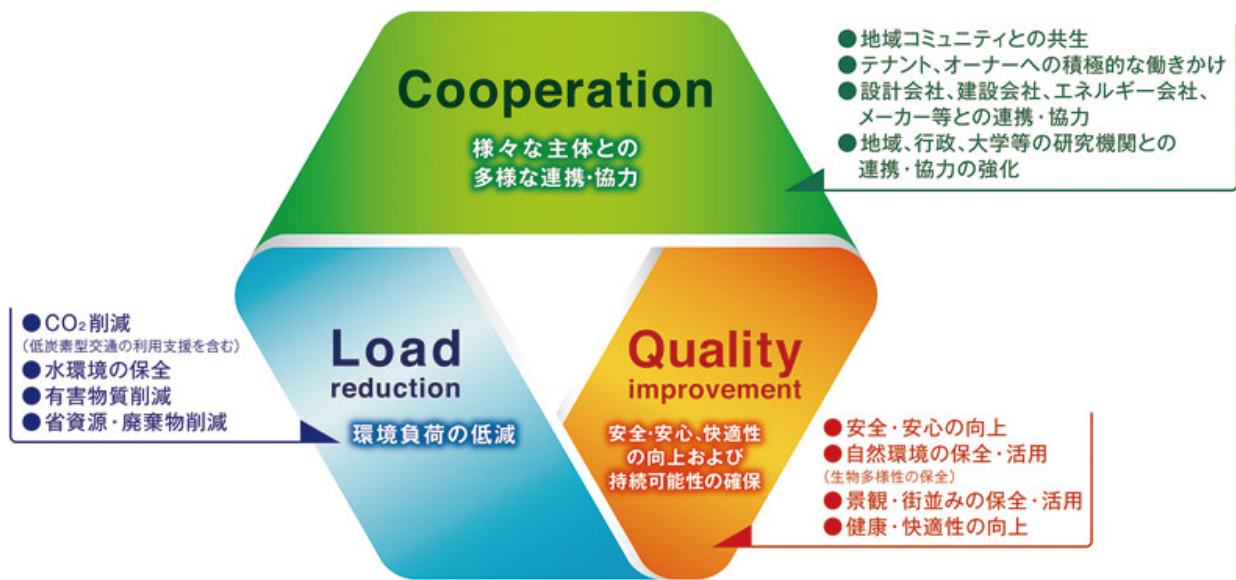 Cooperation
様々な主体との
多様な連携・協力
●地域コミュニティとの共生
●テナント、オーナーへの積極的な働きかけ
●設計会社、建設会社、エネルギー会社、
メーカー等との連携・協力
●地域、行政、大学等の研究機関との
連携・協力の強化
●CO₂削減
(低炭素型交通の利用支援を含む)
●水環境の保全
●有害物質削減
●省資源・廃棄物削減
Load
reduction
環境負荷の低減
Quality
improvement
安全・安心、快適性
の向上および
持続可能性の確保
●安全・安心の向上
●自然環境の保全・活用
(生物多様性の保全)
●景観・街並みの保全・活用
●健康・快適性の向上